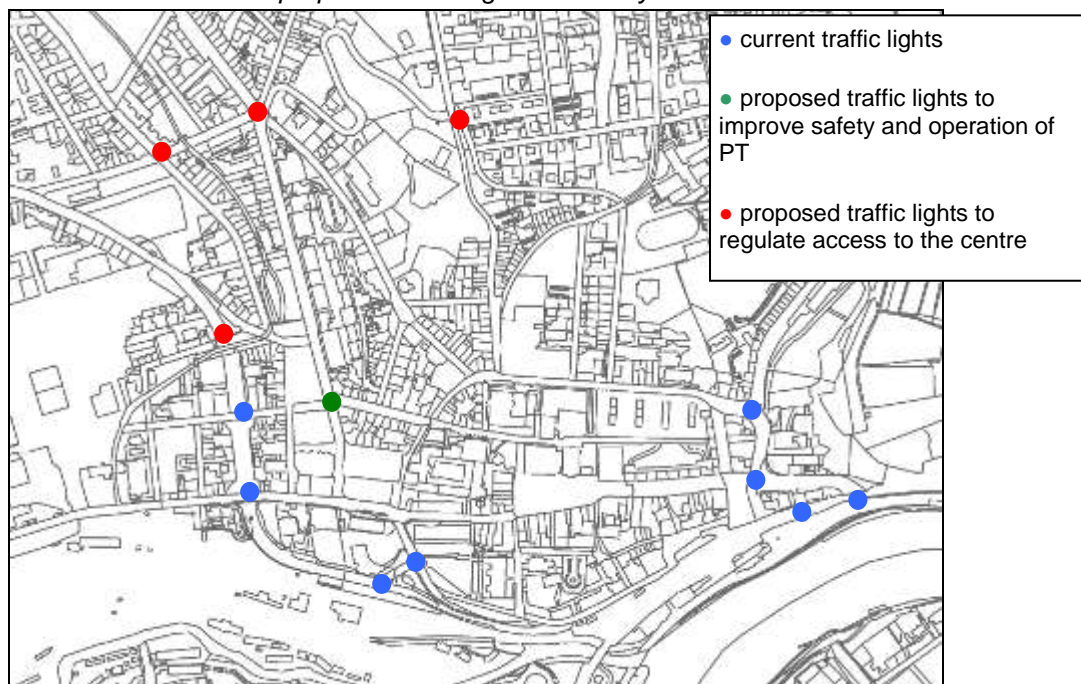 current traffic lights
proposed traffic lights to
improve safety and operation of
PT
proposed traffic lights to
regulate access to the centre